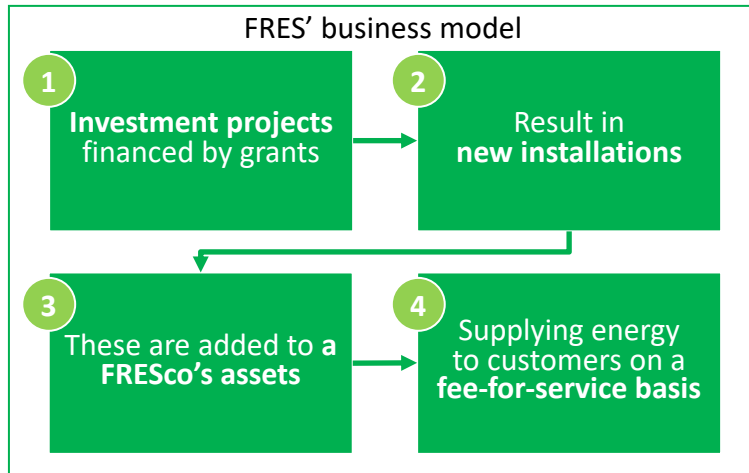 FRES’ business model
1
Investment projects
financed by grants
2
Result in
new installations
3
These are added to a
FRESco’s assets
4
Supplying energy
to customers on a
fee-for-service basis